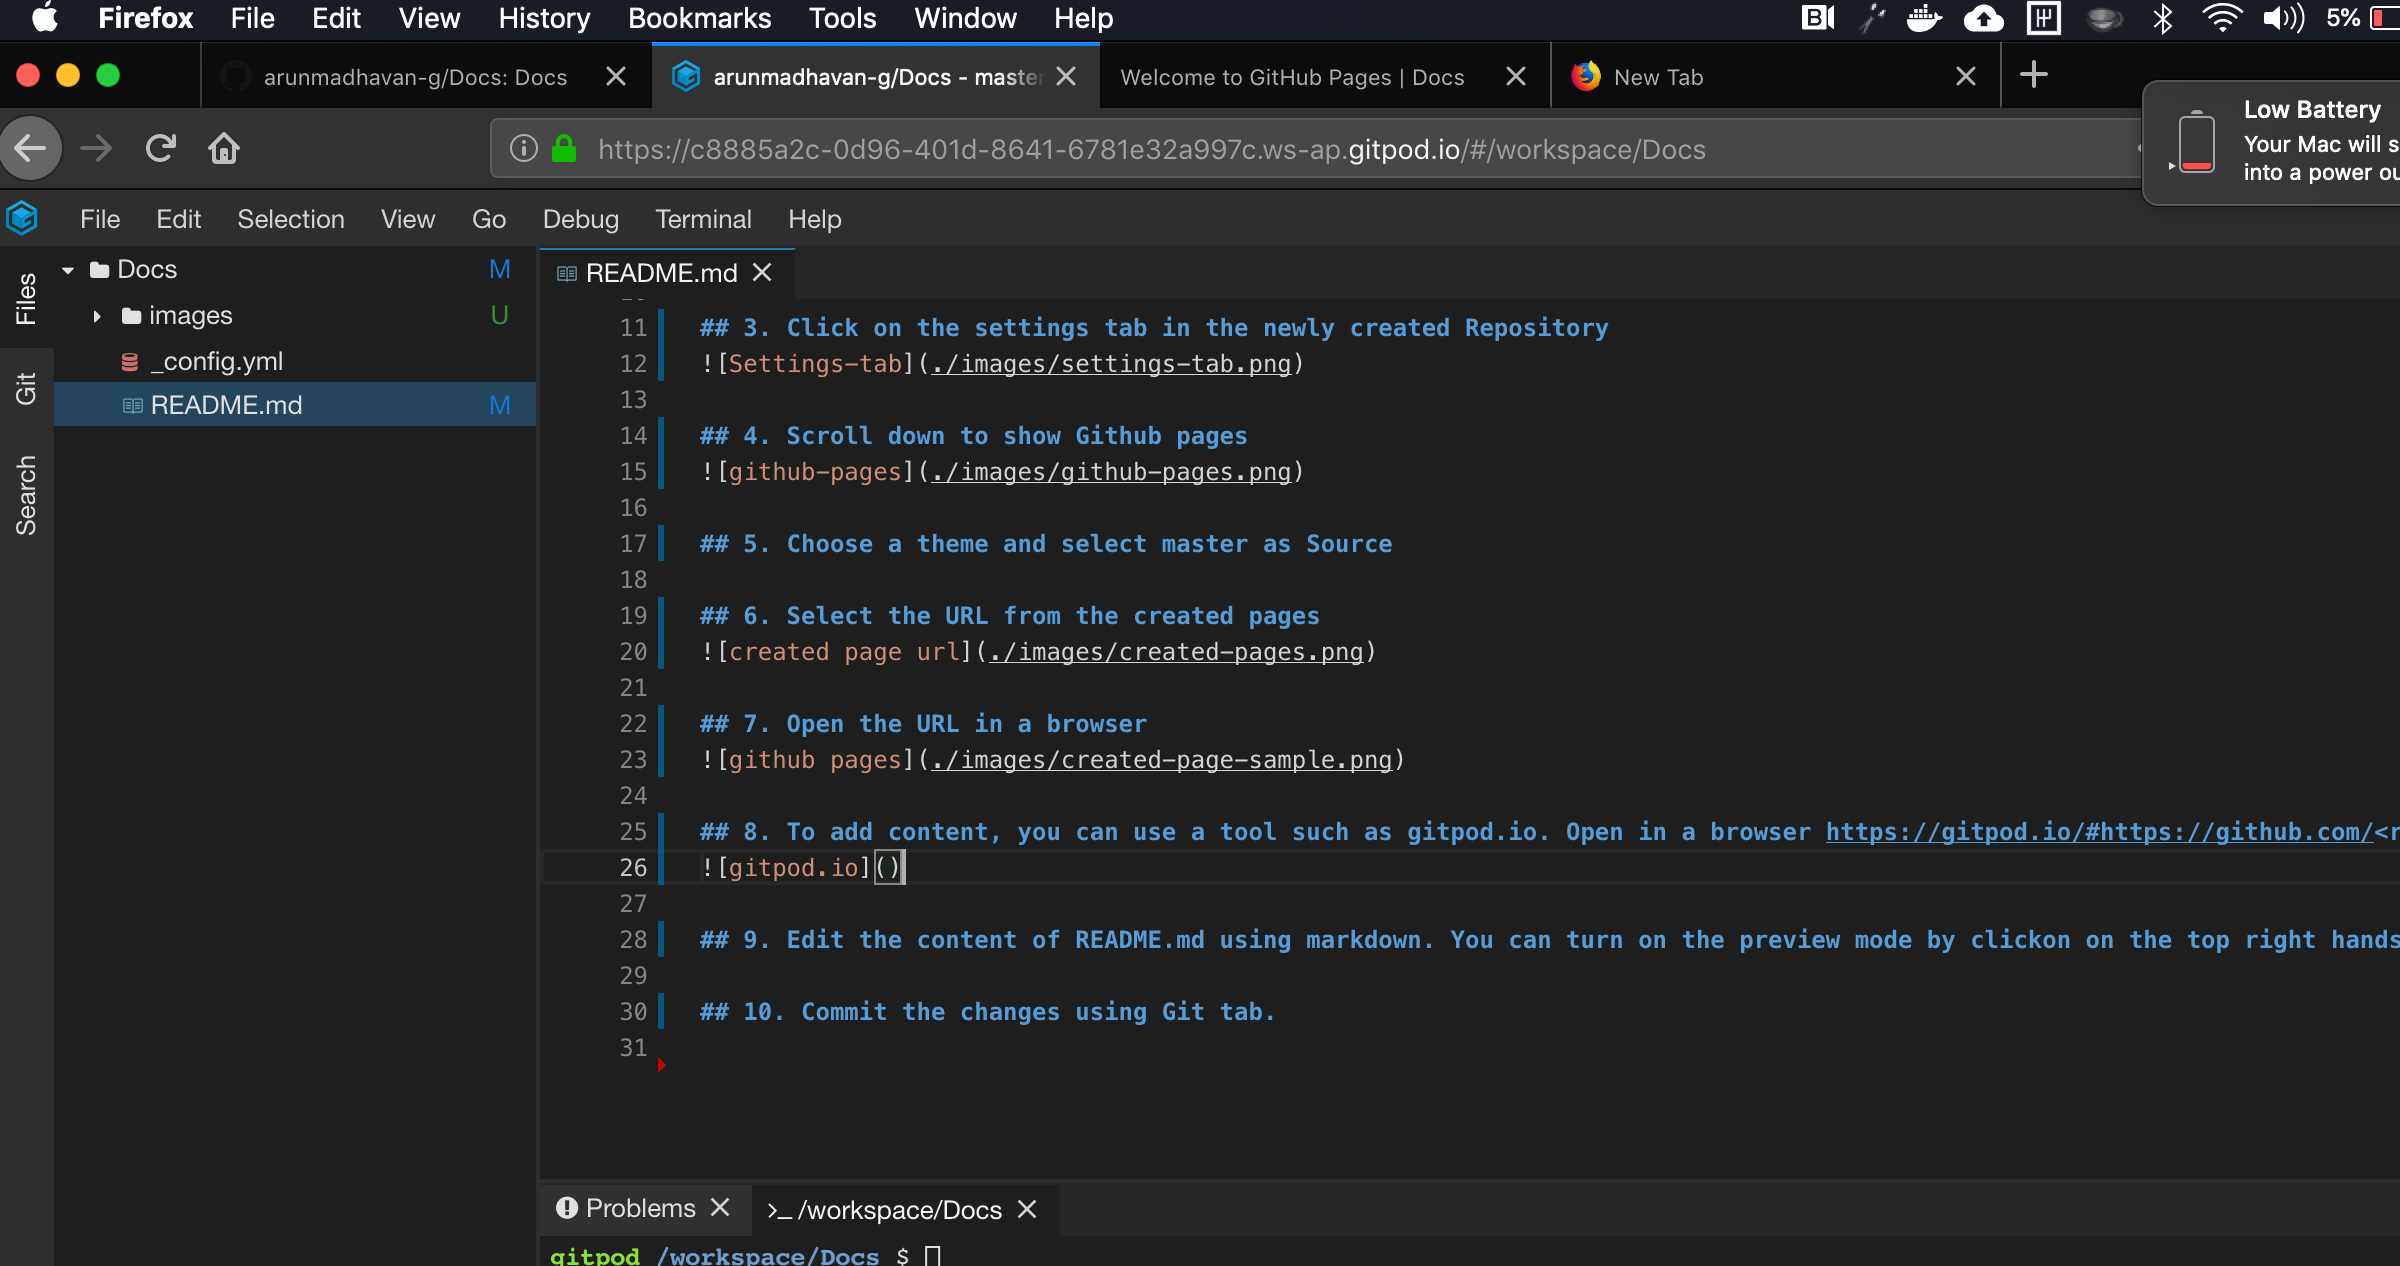 Firefox File Edit View History Bookmarks Tools Window Help 5%
arunmadhavan-g/Docs: Docs
arunmadhavan-g/Docs - master
Welcome to GitHub Pages | Docs
New Tab
Low Battery
Your Mac will s
into a power ou
https://c8885a2c-0d96-401d-8641-6781e32a997c.ws-ap.gitpod.io/#/workspace/Docs
File Edit Selection View Go Debug Terminal Help
Files
Git
Search
Docs M
images U
_config.yml
README.md M
README.md
11 ## 3. Click on the settings tab in the newly created Repository
12 ![Settings-tab](./images/settings-tab.png)
13
14 ## 4. Scroll down to show Github pages
15 ![github-pages](./images/github-pages.png)
16
17 ## 5. Choose a theme and select master as Source
18
19 ## 6. Select the URL from the created pages
20 ![created page url](./images/created-pages.png)
21
22 ## 7. Open the URL in a browser
23 ![github pages](./images/created-page-sample.png)
24
25 ## 8. To add content, you can use a tool such as gitpod.io. Open in a browser https://gitpod.io/#https://github.com/<r
26 ![gitpod.io]()
27
28 ## 9. Edit the content of README.md using markdown. You can turn on the preview mode by clickon on the top right hands
29
30 ## 10. Commit the changes using Git tab.
31
Problems
>_ /workspace/Docs
gitpod /workspace/Docs $